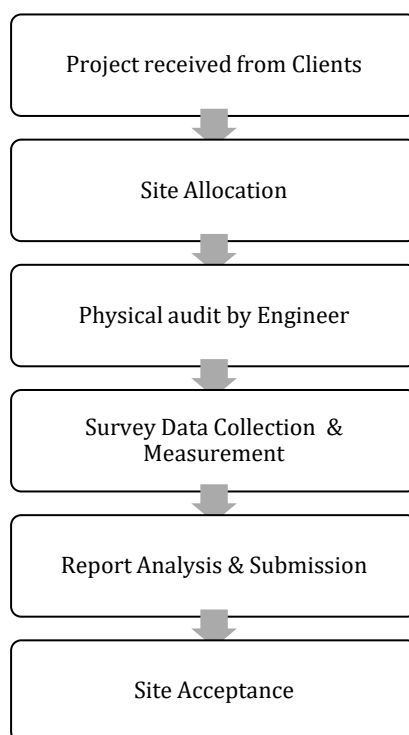 Project received from Clients
Site Allocation
Physical audit by Engineer
Survey Data Collection &
Measurement
Report Analysis & Submission
Site Acceptance